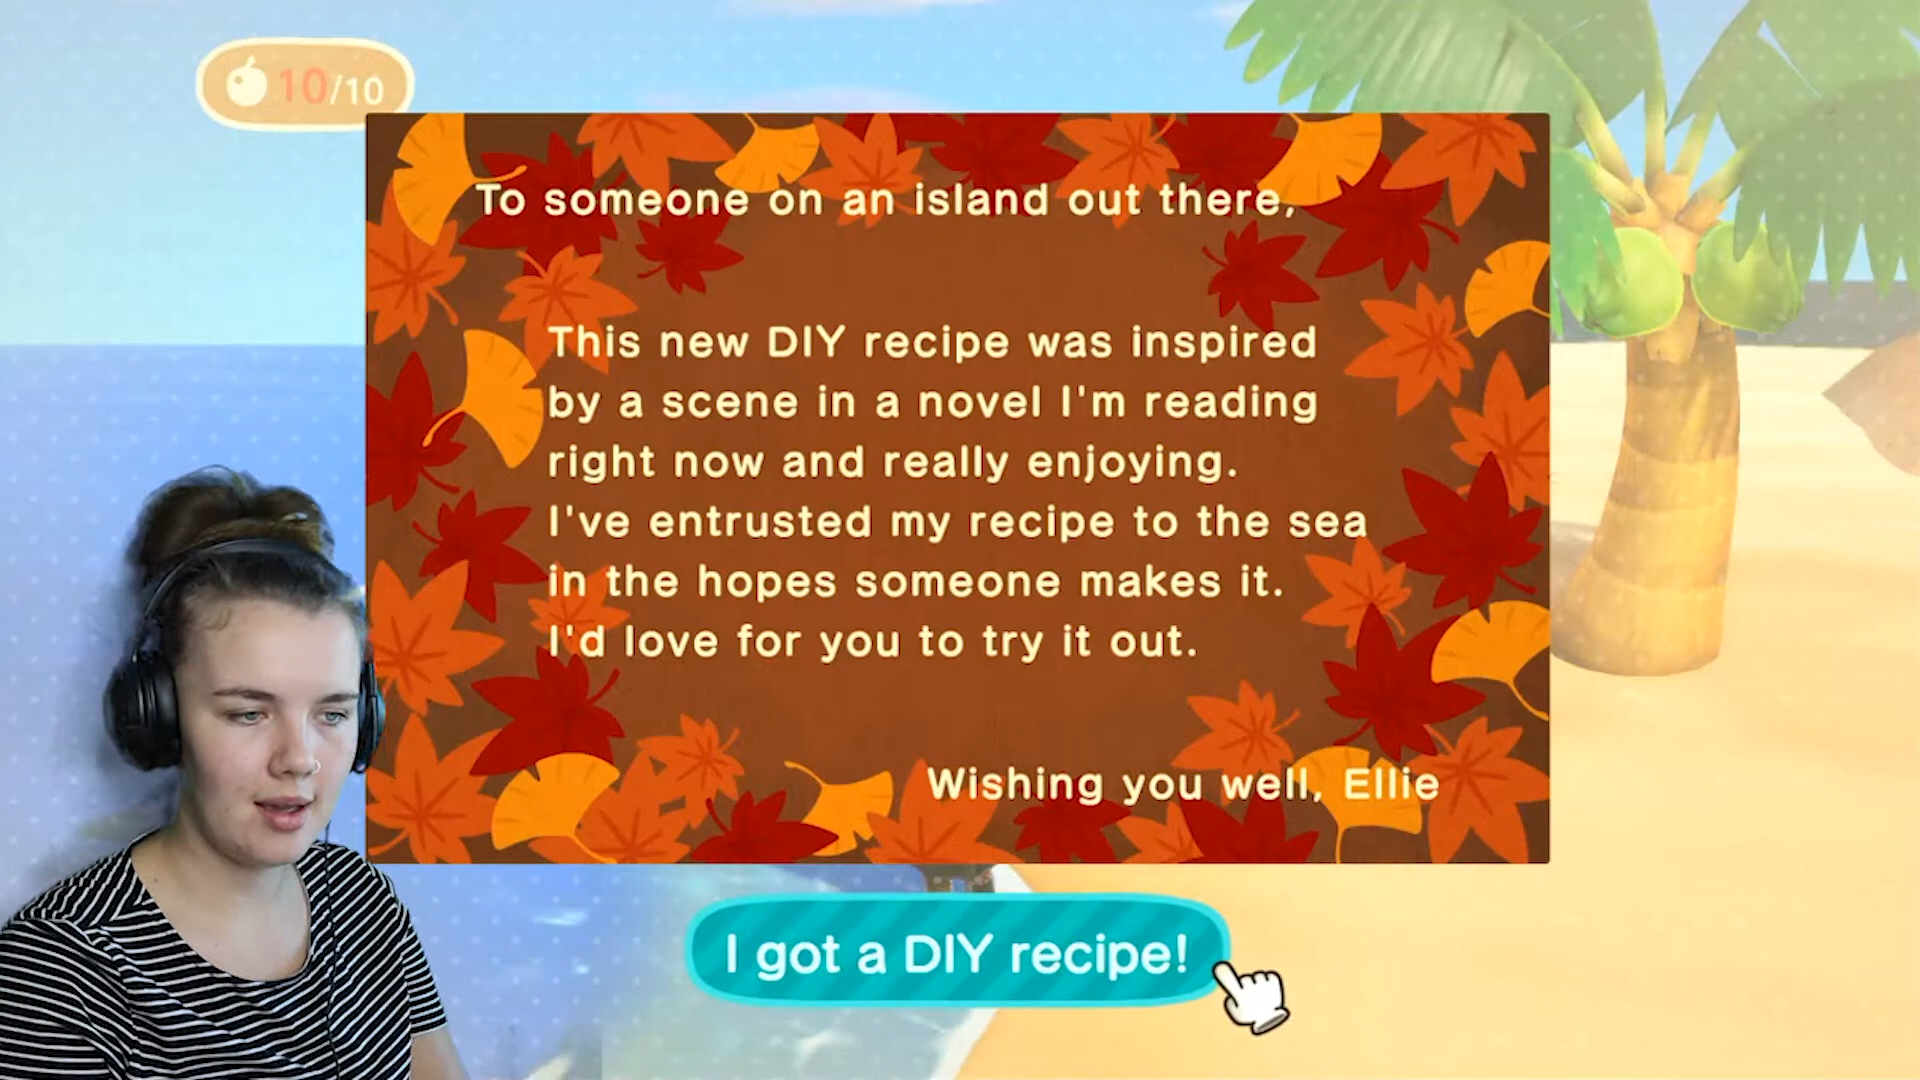 10/10
To someone on an island out there,
This new DIY recipe was inspired
by a scene in a novel I'm reading
right now and really enjoying.
I've entrusted my recipe to the sea
in the hopes someone makes it.
I'd love for you to try it out.
Wishing you well, Ellie
I got a DIY recipe!